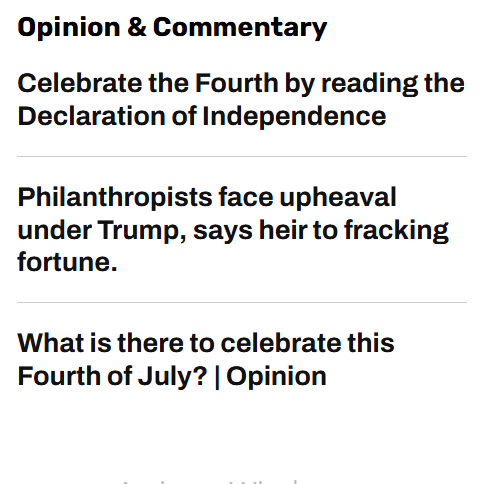 Opinion & Commentary
Celebrate the Fourth by reading the
Declaration of Independence
Philanthropists face upheaval
under Trump, says heir to fracking
fortune.
What is there to celebrate this
Fourth of July? | Opinion